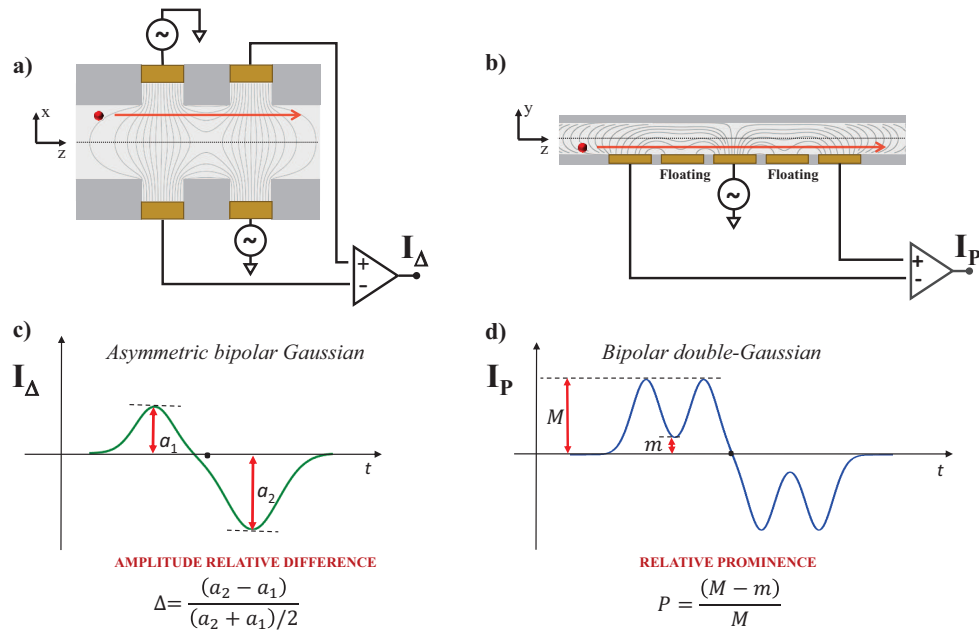 a)
b)
x
z
~
~
+
-
I_Δ
y
z
Floating
Floating
~
+
-
I_P
c)
Asymmetric bipolar Gaussian
I_Δ
a_1
a_2
t
AMPLITUDE RELATIVE DIFFERENCE
Δ= (a_2 − a_1) / (a_2 + a_1)/2
d)
Bipolar double-Gaussian
I_P
M
m
t
RELATIVE PROMINENCE
P = (M − m) / M